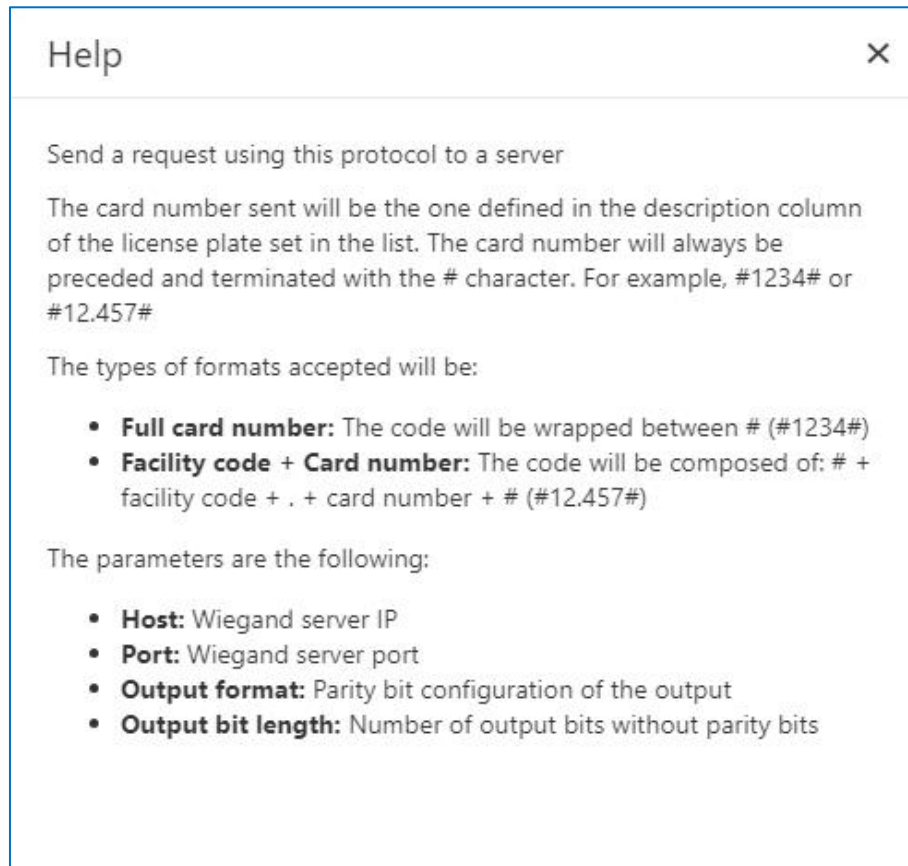 Help
×
Send a request using this protocol to a server
The card number sent will be the one defined in the description column
of the license plate set in the list. The card number will always be
preceded and terminated with the # character. For example, #1234# or
#12.457#
The types of formats accepted will be:
• Full card number: The code will be wrapped between # (#1234#)
• Facility code + Card number: The code will be composed of: # +
facility code + . + card number + # (#12.457#)
The parameters are the following:
• Host: Wiegand server IP
• Port: Wiegand server port
• Output format: Parity bit configuration of the output
• Output bit length: Number of output bits without parity bits